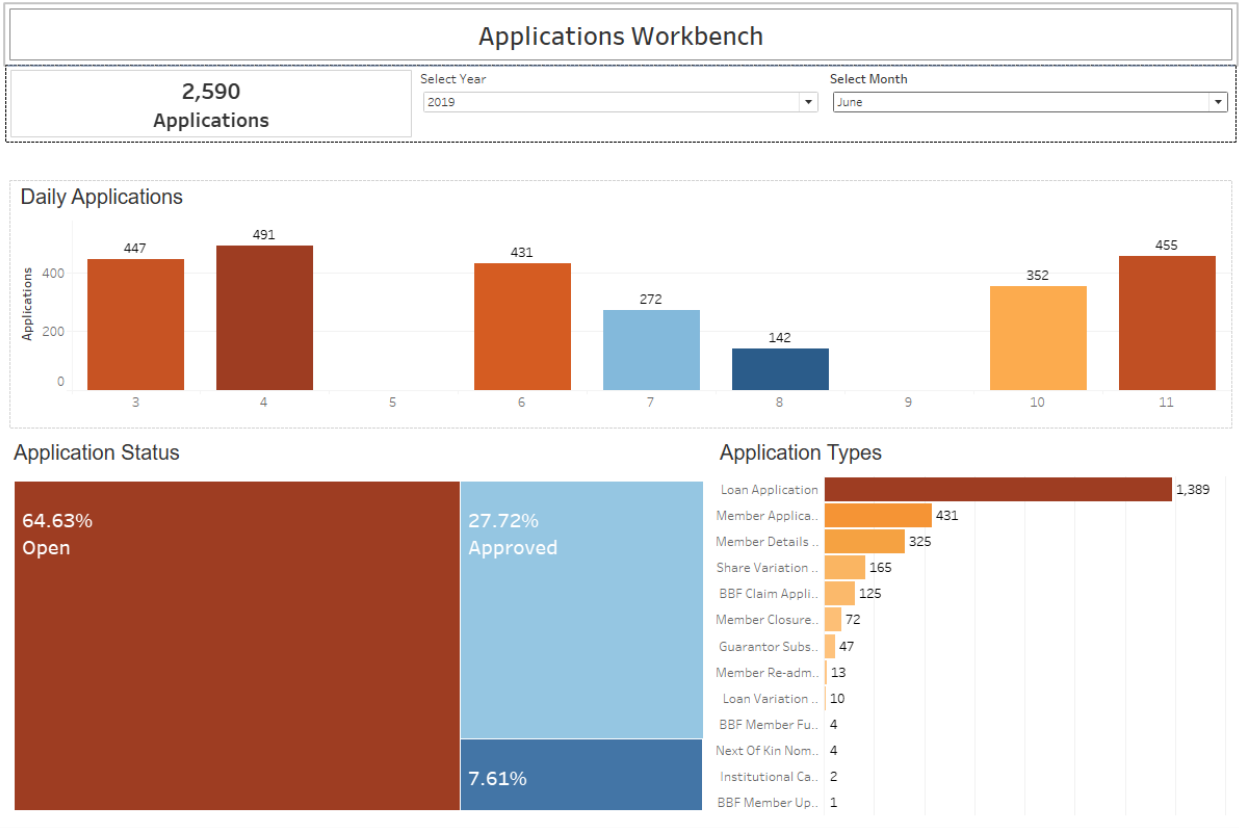 Applications Workbench
2,590
Applications
Select Year
2019
Select Month
June
Daily Applications
Applications
400
200
0
447
491
431
272
142
352
455
3
4
5
6
7
8
9
10
11
Application Status
64.63%
Open
27.72%
Approved
7.61%
Application Types
Loan Application 1,389
Member Applica.. 431
Member Details .. 325
Share Variation .. 165
BBF Claim Appli.. 125
Member Closure.. 72
Guarantor Subs.. 47
Member Re-adm.. 13
Loan Variation .. 10
BBF Member Fu.. 4
Next Of Kin Nom.. 4
Institutional Ca.. 2
BBF Member Up.. 1